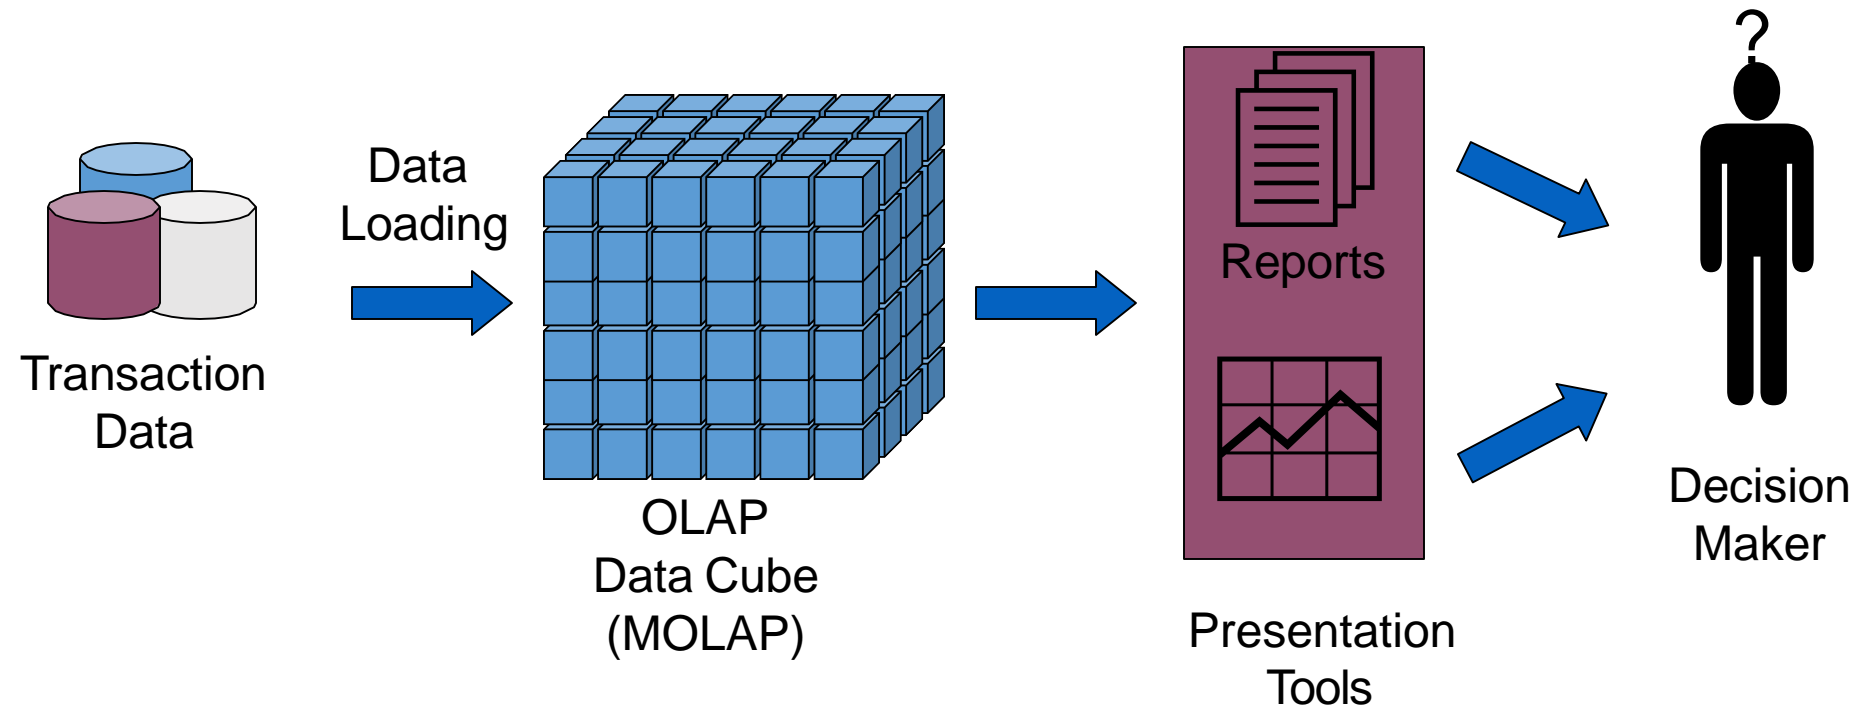 Transaction
Data
Data
Loading
OLAP
Data Cube
(MOLAP)
Reports
Presentation
Tools
?
Decision
Maker